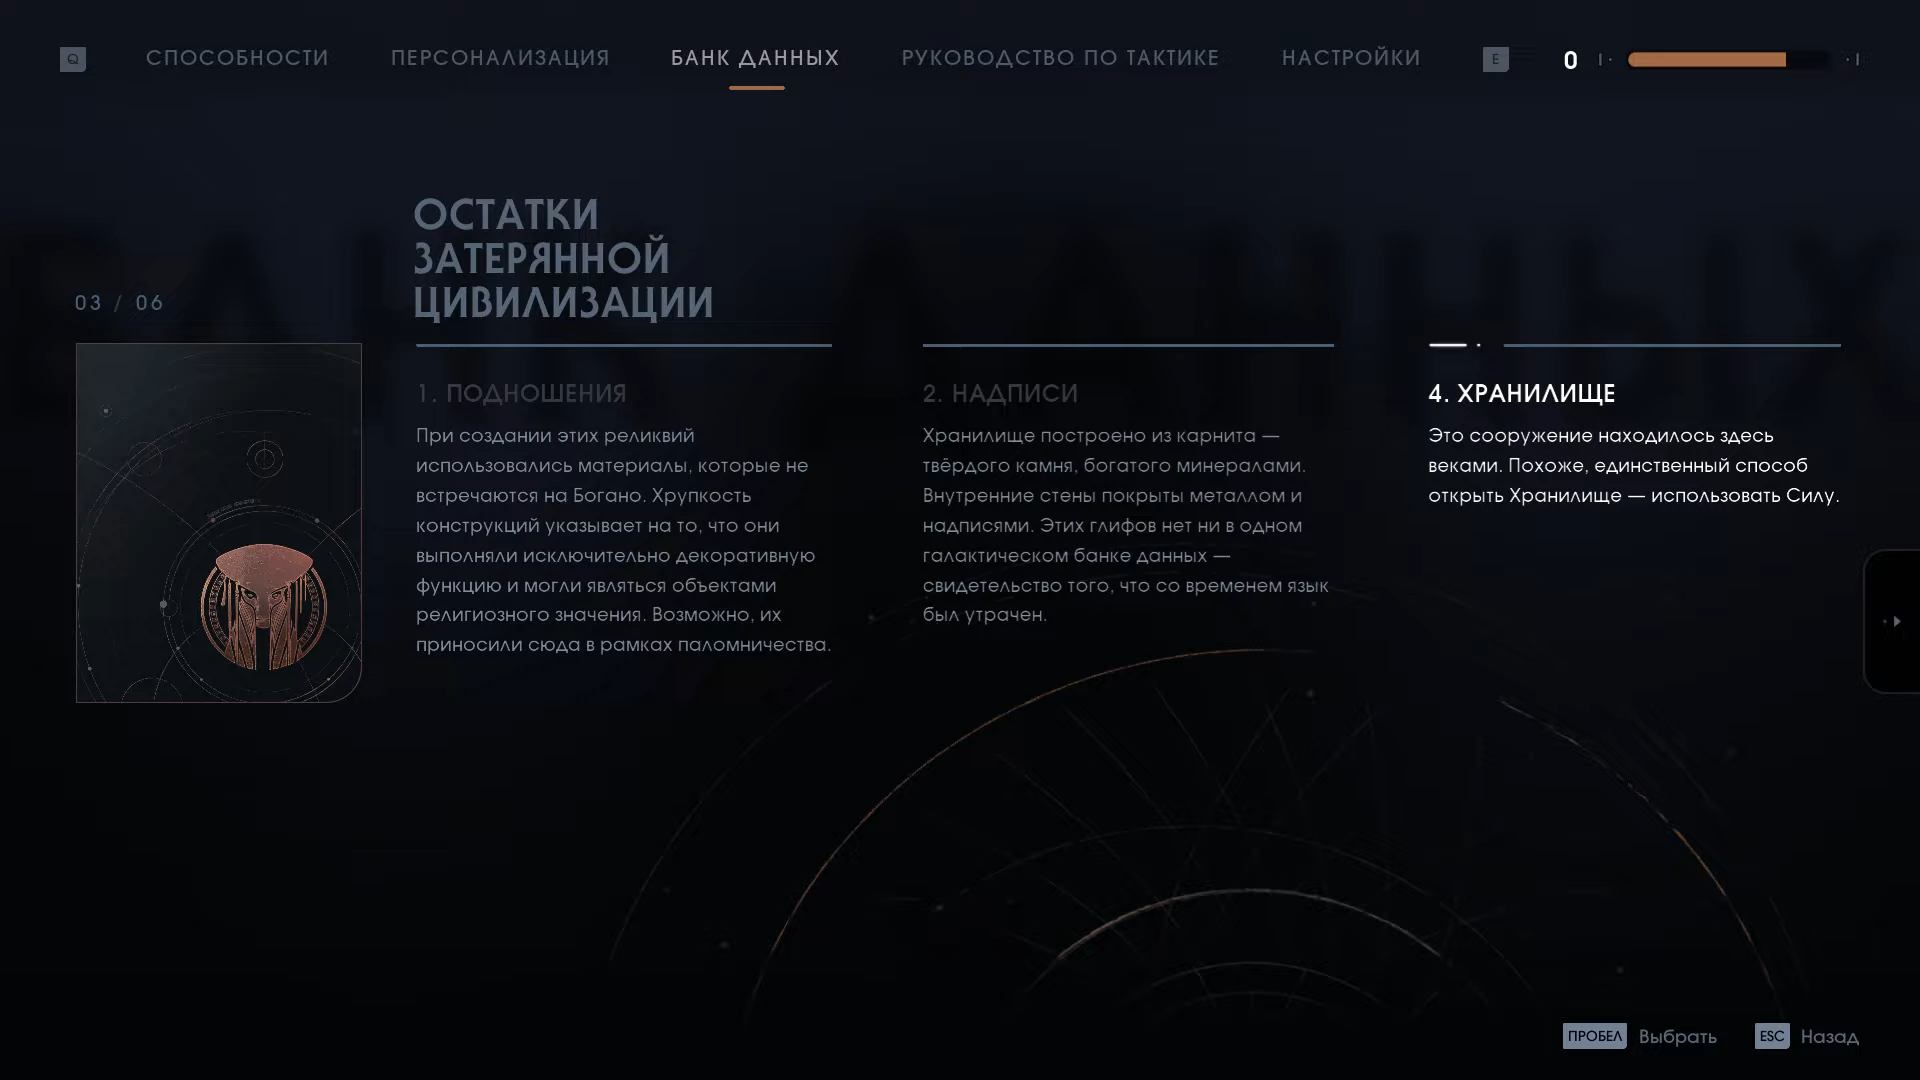 Q
СПОСОБНОСТИ
ПЕРСОНАЛИЗАЦИЯ
БАНК ДАННЫХ
РУКОВОДСТВО ПО ТАКТИКЕ
НАСТРОЙКИ
E
0
ОСТАТКИ
ЗАТЕРЯННОЙ
ЦИВИЛИЗАЦИИ
03 / 06
1. ПОДНОШЕНИЯ
При создании этих реликвий
использовались материалы, которые не
встречаются на Богано. Хрупкость
конструкций указывает на то, что они
выполняли исключительно декоративную
функцию и могли являться объектами
религиозного значения. Возможно, их
приносили сюда в рамках паломничества.
2. НАДПИСИ
Хранилище построено из карнита —
твёрдого камня, богатого минералами.
Внутренние стены покрыты металлом и
надписями. Этих глифов нет ни в одном
галактическом банке данных —
свидетельство того, что со временем язык
был утрачен.
4. ХРАНИЛИЩЕ
Это сооружение находилось здесь
веками. Похоже, единственный способ
открыть Хранилище — использовать Силу.
ПРОБЕЛ Выбрать
ESC Назад